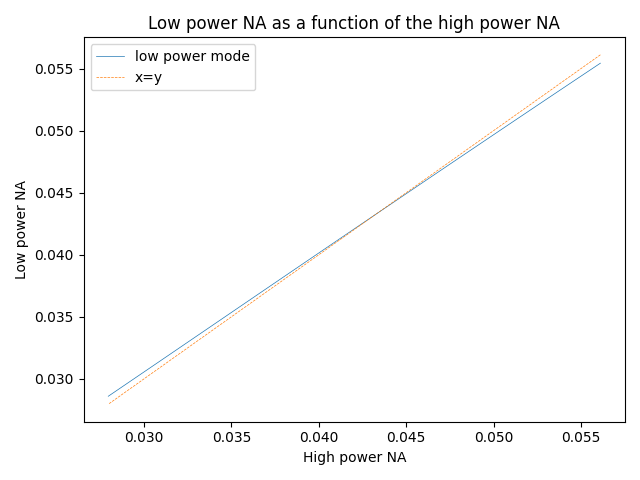 Low power NA as a function of the high power NA
low power mode
x=y
0.055
0.050
0.045
0.040
0.035
0.030
Low power NA
0.030 0.035 0.040 0.045 0.050 0.055
High power NA